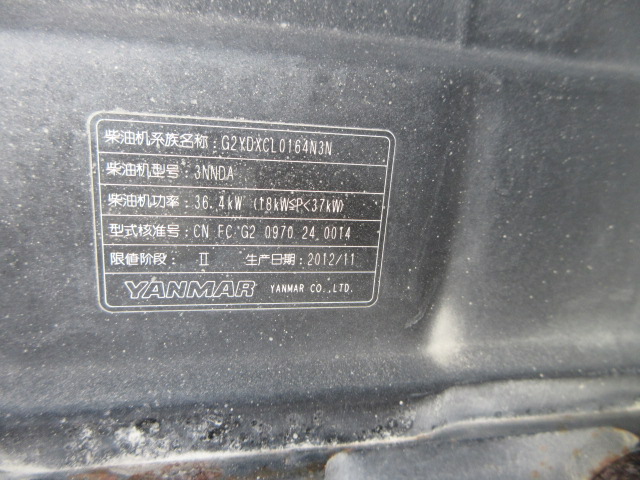 柴油机系族名称: G2YDXCL0164N3N
柴油机型号: 3NNDA
柴油机功率: 36.4kW (18kW≤P<37kW)
型式核准号: CN FC G2 0970 24 0014
限值阶段: Ⅱ 生产日期: 2012/11
YANMAR YANMAR CO.,LTD.